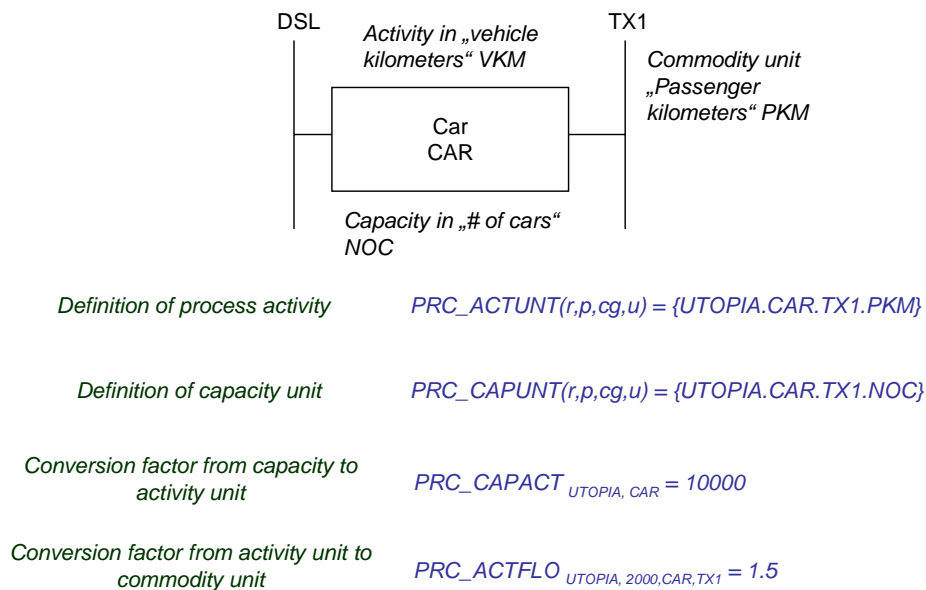 DSL
TX1
Activity in „vehicle
kilometers“ VKM
Commodity unit
„Passenger
kilometers“ PKM
Car
CAR
Capacity in „# of cars“
NOC
Definition of process activity
PRC_ACTUNT(r,p,cg,u) = {UTOPIA.CAR.TX1.PKM}
Definition of capacity unit
PRC_CAPUNT(r,p,cg,u) = {UTOPIA.CAR.TX1.NOC}
Conversion factor from capacity to
activity unit
PRC_CAPACT UTOPIA, CAR = 10000
Conversion factor from activity unit to
commodity unit
PRC_ACTFLO UTOPIA, 2000,CAR,TX1 = 1.5